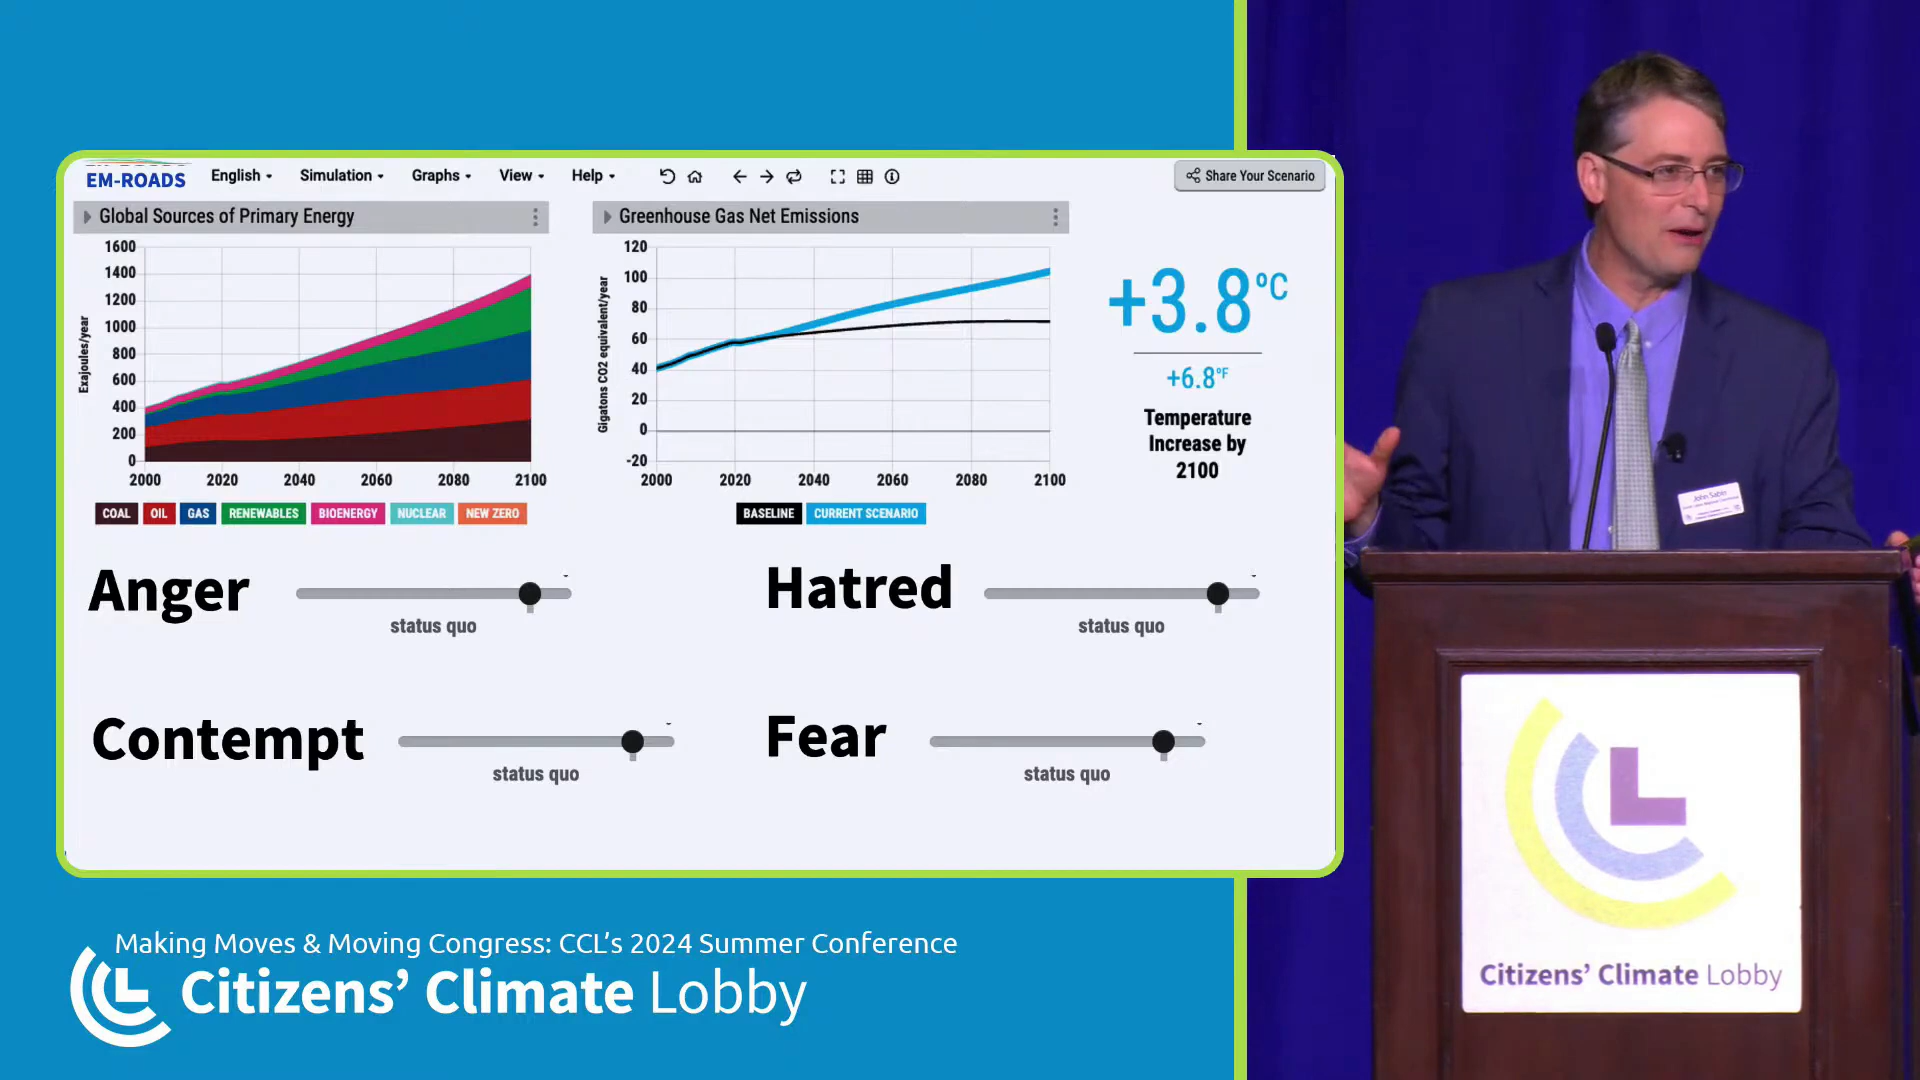 EM-ROADS
English
Simulation
Graphs
View
Help
Share Your Scenario
Global Sources of Primary Energy
1600
1400
1200
1000
800
600
400
200
0
Exajoules/year
2000 2020 2040 2060 2080 2100
COAL OIL GAS RENEWABLES BIOENERGY NUCLEAR NEW ZERO
Greenhouse Gas Net Emissions
120
100
80
60
40
20
0
-20
Gigatons CO2 equivalent/year
2000 2020 2040 2060 2080 2100
BASELINE CURRENT SCENARIO
+3.8°C
+6.8°F
Temperature
Increase by
2100
Anger
status quo
Hatred
status quo
Contempt
status quo
Fear
status quo
Making Moves & Moving Congress: CCL’s 2024 Summer Conference
Citizens’ Climate Lobby
John Sabin
Citizens’ Climate Lobby